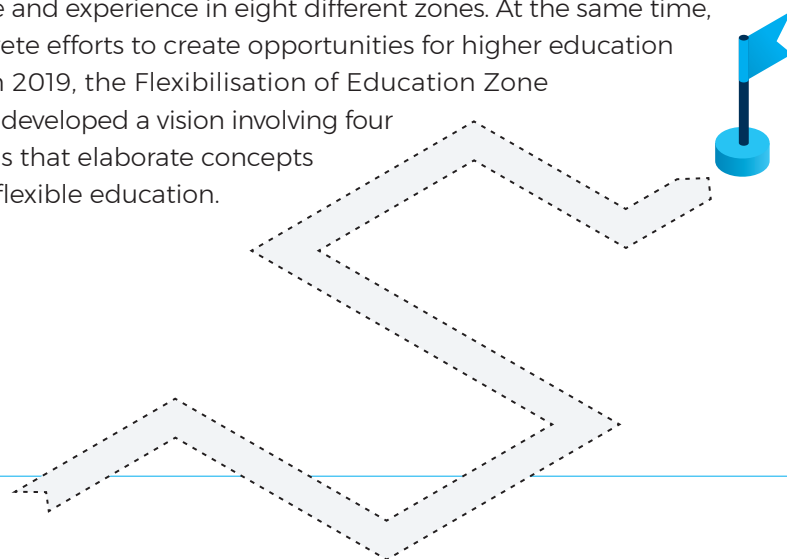 and experience in eight different zones. At the same time,
efforts to create opportunities for higher education
2019, the Flexibilisation of Education Zone
developed a vision involving four
that elaborate concepts
flexible education.